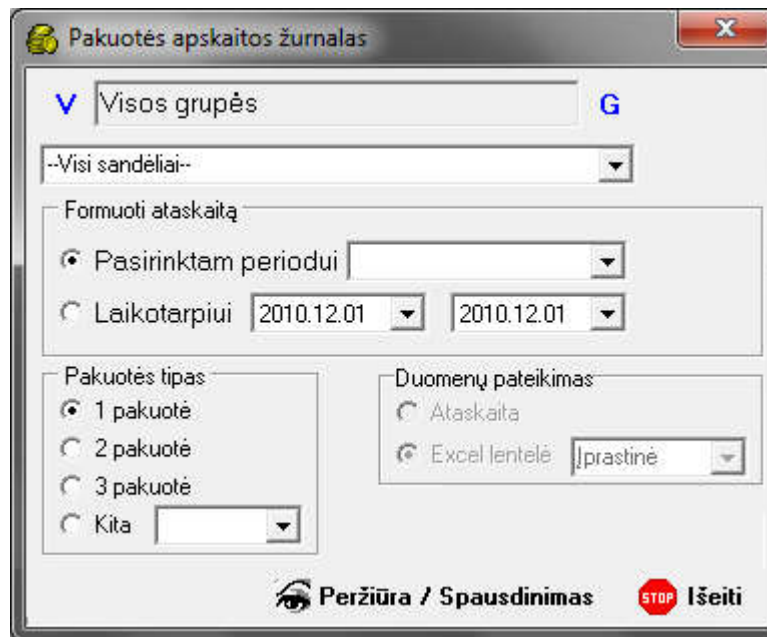 Pakuotės apskaitos žurnalas
V Visos grupės G
--Visi sandėliai--
Formuoti ataskaitą
Pasirinktam periodui
Laikotarpiui 2010.12.01 2010.12.01
Pakuotės tipas
1 pakuotė
2 pakuotė
3 pakuotė
Kita
Duomenų pateikimas
Ataskaita
Excel lentelė Įprastinė
Peržiūra / Spausdinimas STOP Išeiti